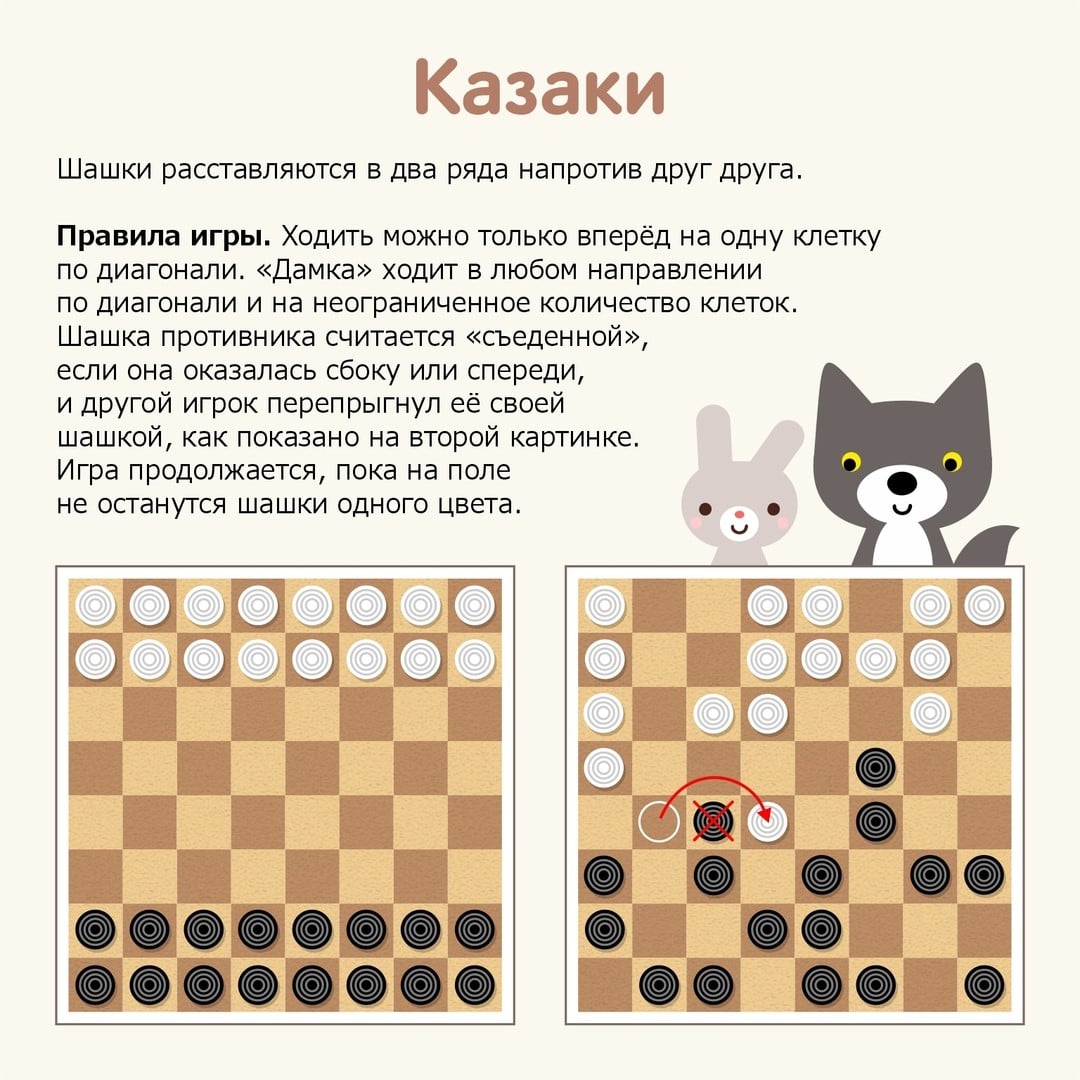 Казаки
Шашки расставляются в два ряда напротив друг друга.
Правила игры. Ходить можно только вперёд на одну клетку
по диагонали. «Дамка» ходит в любом направлении
по диагонали и на неограниченное количество клеток.
Шашка противника считается «съеденной»,
если она оказалась сбоку или спереди,
и другой игрок перепрыгнул её своей
шашкой, как показано на второй картинке.
Игра продолжается, пока на поле
не останутся шашки одного цвета.